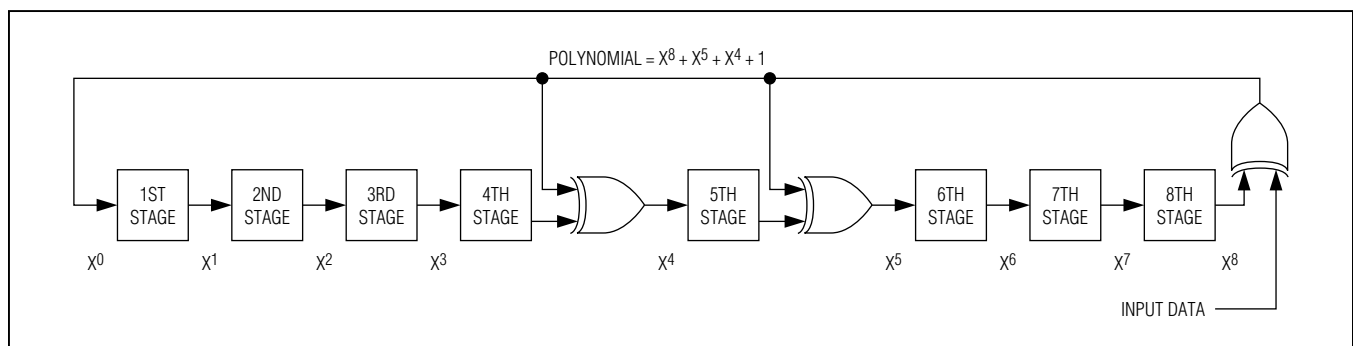 POLYNOMIAL = X⁸ + X⁵ + X⁴ + 1
1ST
STAGE
2ND
STAGE
3RD
STAGE
4TH
STAGE
5TH
STAGE
6TH
STAGE
7TH
STAGE
8TH
STAGE
X⁰ X¹ X² X³ X⁴ X⁵ X⁶ X⁷ X⁸
INPUT DATA